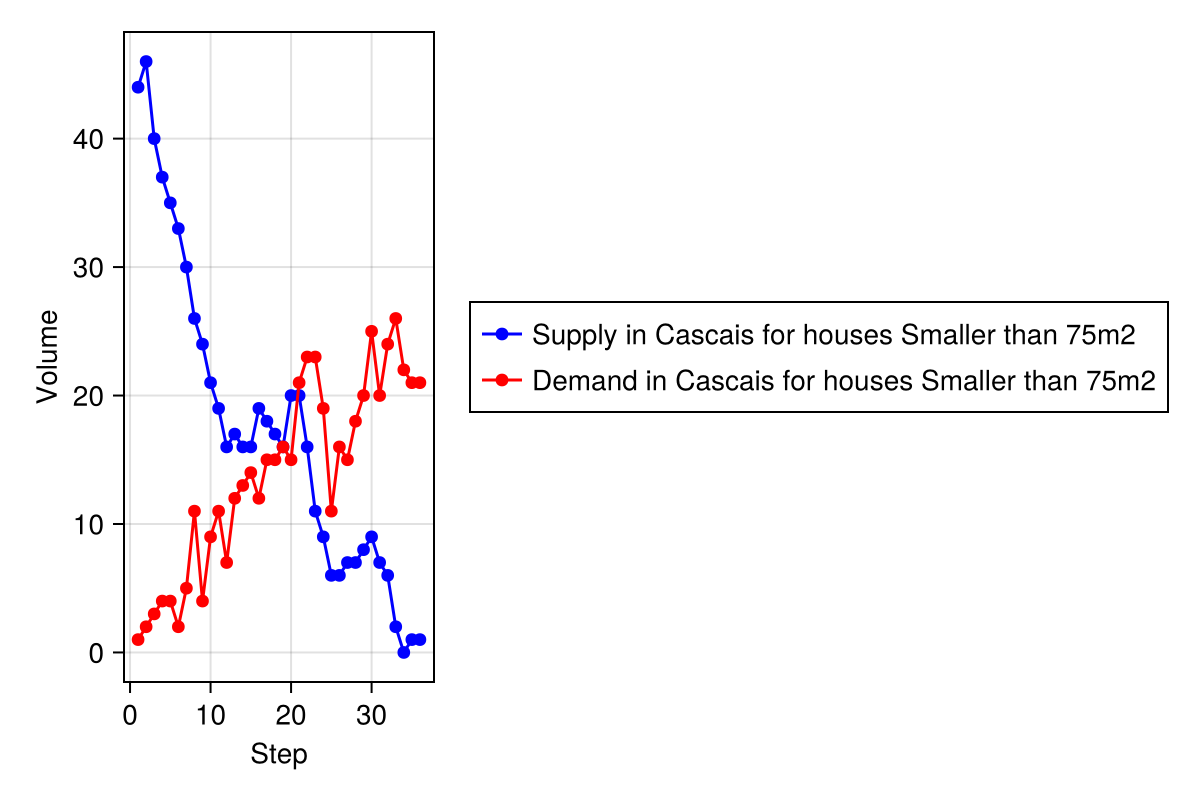 40
30
20
10
0
Volume
0 10 20 30
Step
Supply in Cascais for houses Smaller than 75m2
Demand in Cascais for houses Smaller than 75m2